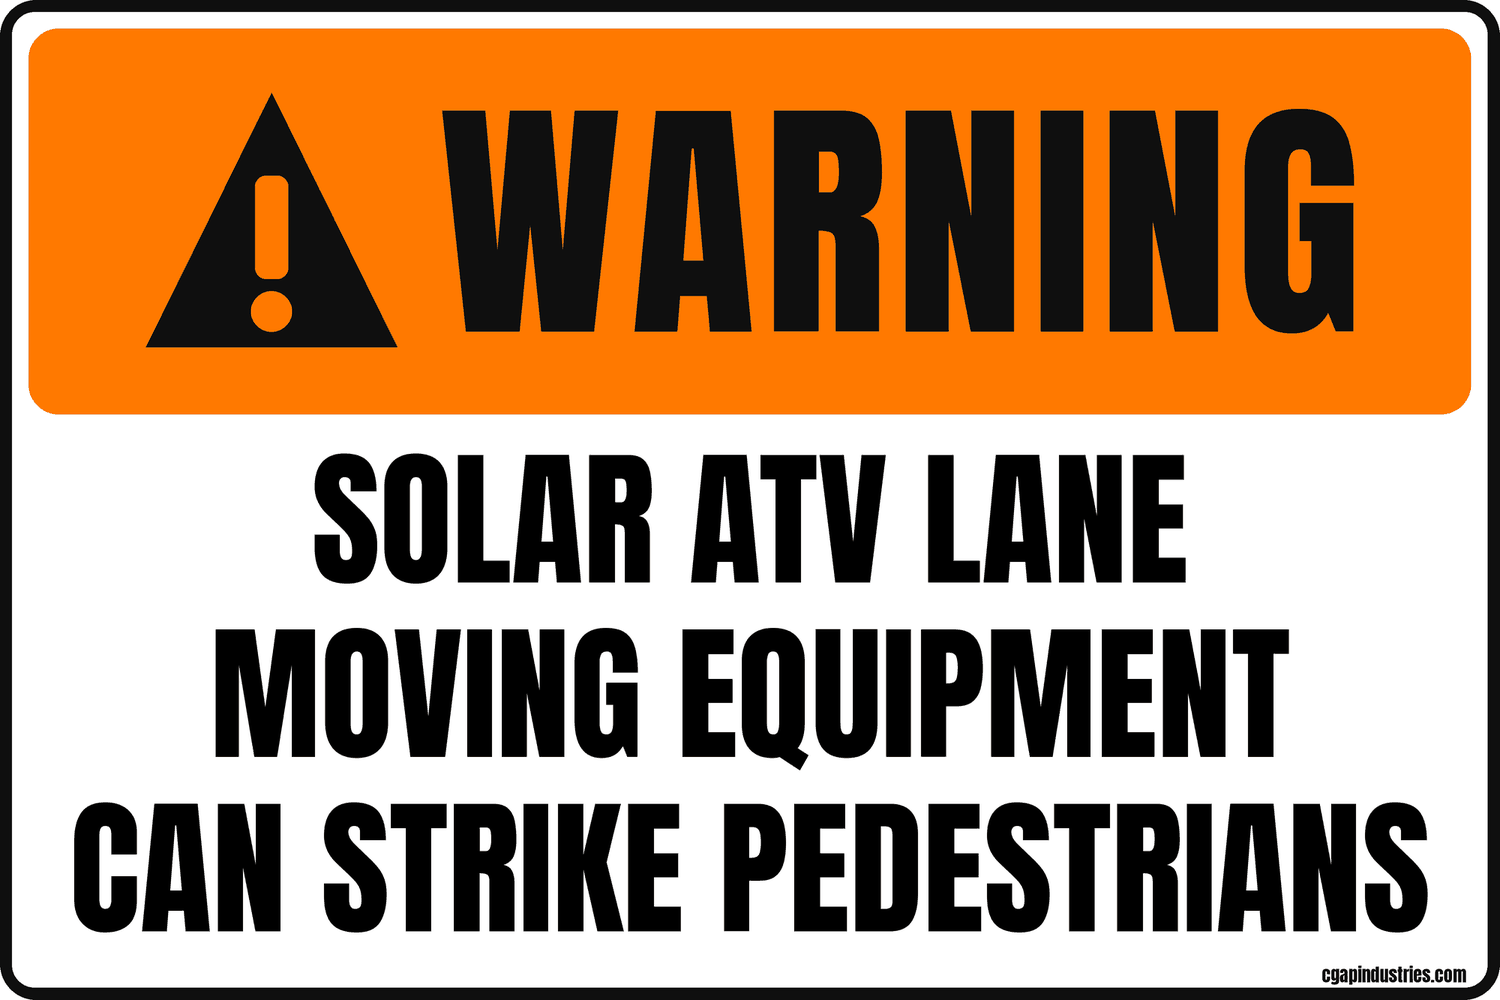 WARNING
SOLAR ATV LANE
MOVING EQUIPMENT
CAN STRIKE PEDESTRIANS
cgapindustries.com